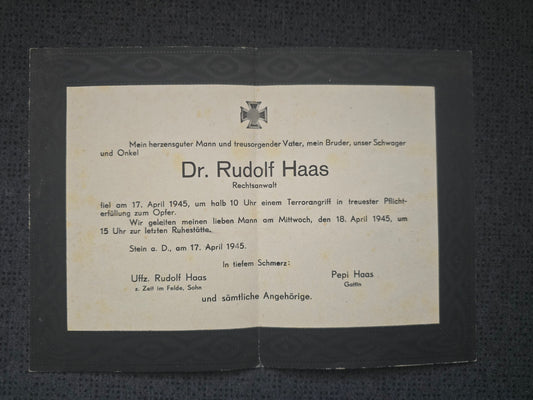 Mein herzensguter Mann und treusorgender Vater, mein Bruder, unser Schwager
und Onkel
Dr. Rudolf Haas
Rechtsanwalt
fiel am 17. April 1945, um halb 10 Uhr einem Terrorangriff in treuester Pflicht-
erfüllung zum Opfer.
Wir geleiten meinen lieben Mann am Mittwoch, den 18. April 1945, um
15 Uhr zur letzten Ruhestätte.
Stein a. D., am 17. April 1945.
In tiefem Schmerz:
Uffz. Rudolf Haas
z. Zeit im Felde, Sohn
Pepi Haas
Gattin
und sämtliche Angehörige.